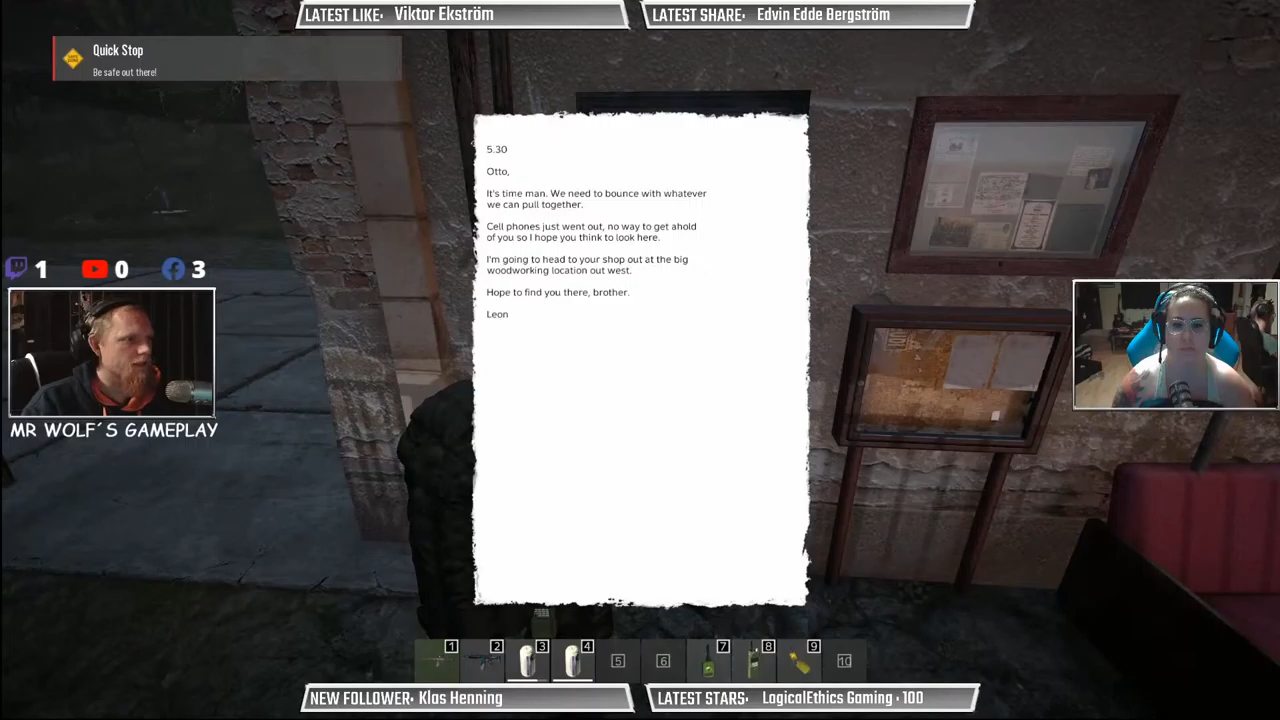 LATEST LIKE: Viktor Ekström
LATEST SHARE: Edvin Edde Bergström
Quick Stop
Be safe out there!
5.30
Otto,
It's time man. We need to bounce with whatever
we can pull together.
Cell phones just went out, no way to get ahold
of you so I hope you think to look here.
I'm going to head to your shop out at the big
woodworking location out west.
Hope to find you there, brother.
Leon
1 0 3
MR WOLF´S GAMEPLAY
1 2 3 4 5 6 7 8 9 10
NEW FOLLOWER: Klas Henning
LATEST STARS: LogicalEthics Gaming · 100